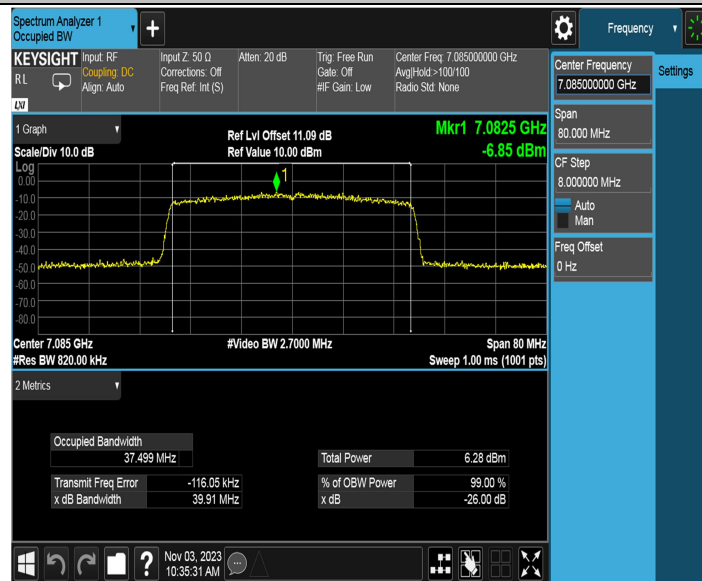 Spectrum Analyzer 1
Occupied BW
Frequency
KEYSIGHT
RL
LXI
Input: RF
Coupling: DC
Align: Auto
Input Z: 50 Ω
Corrections: Off
Freq Ref: Int (S)
Atten: 20 dB
Trig: Free Run
Gate: Off
#IF Gain: Low
Center Freq: 7.085000000 GHz
Avg|Hold:>100/100
Radio Std: None
Center Frequency
7.085000000 GHz
Settings
Span
80.000 MHz
CF Step
8.000000 MHz
Auto
Man
Freq Offset
0 Hz
1 Graph
Scale/Div 10.0 dB
Ref Lvl Offset 11.09 dB
Ref Value 10.00 dBm
Mkr1 7.0825 GHz
-6.85 dBm
Log
0.00
-10.0
-20.0
-30.0
-40.0
-50.0
-60.0
-70.0
-80.0
1
Center 7.085 GHz
#Res BW 820.00 kHz
#Video BW 2.7000 MHz
Span 80 MHz
Sweep 1.00 ms (1001 pts)
2 Metrics
Occupied Bandwidth
37.499 MHz
Transmit Freq Error -116.05 kHz
x dB Bandwidth 39.91 MHz
Total Power 6.28 dBm
% of OBW Power 99.00 %
x dB -26.00 dB
?
Nov 03, 2023
10:35:31 AM